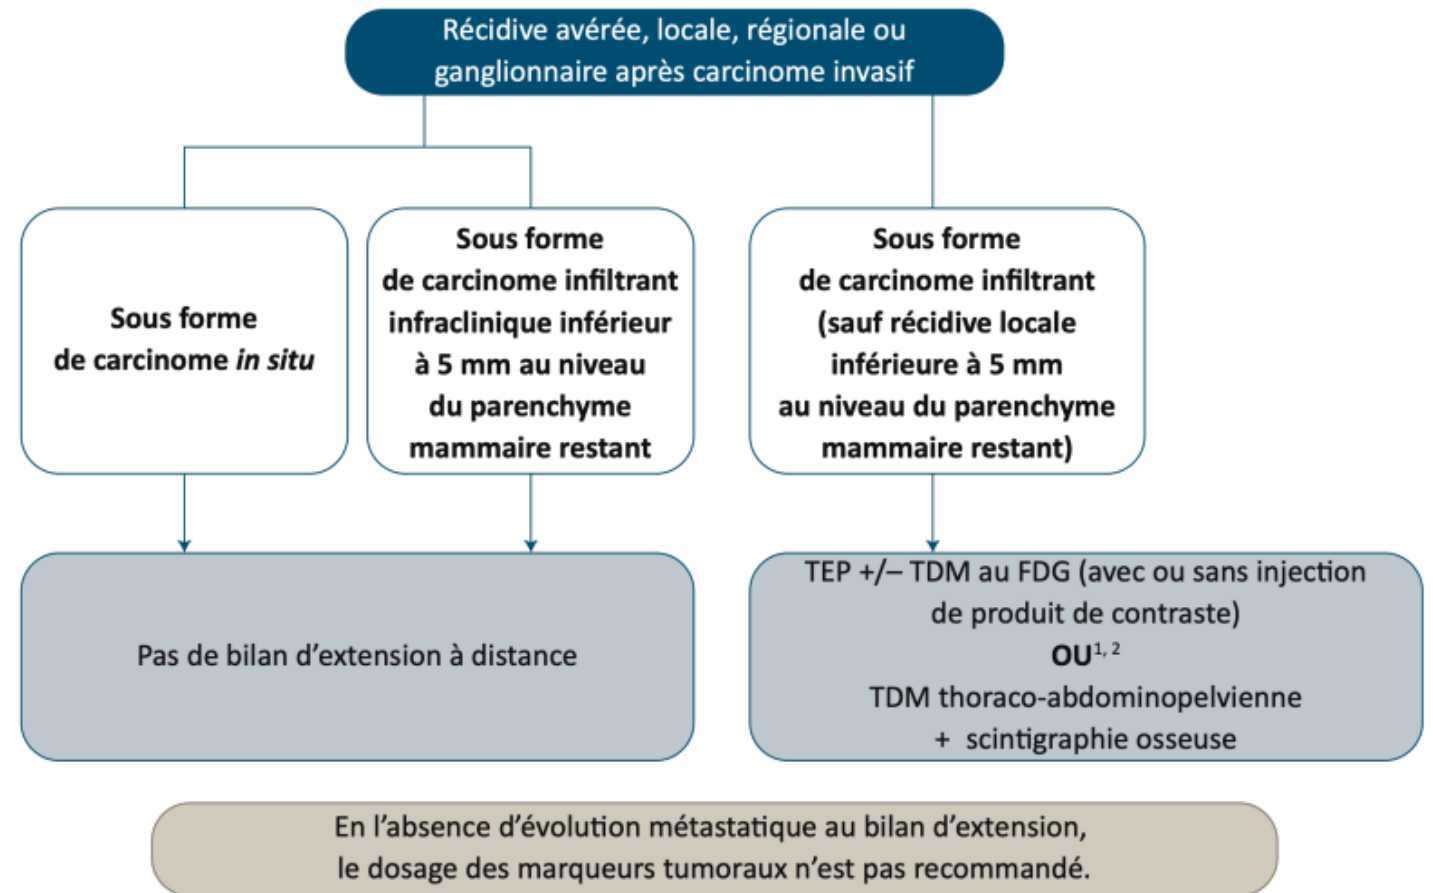 Récidive avérée, locale, régionale ou
ganglionnaire après carcinome invasif
Sous forme
de carcinome in situ
Sous forme
de carcinome infiltrant
infraclinique inférieur
à 5 mm au niveau
du parenchyme
mammaire restant
Sous forme
de carcinome infiltrant
(sauf récidive locale
inférieure à 5 mm
au niveau du parenchyme
mammaire restant)
Pas de bilan d’extension à distance
TEP +/– TDM au FDG (avec ou sans injection
de produit de contraste)
OU1, 2
TDM thoraco-abdominopelvienne
+ scintigraphie osseuse
En l’absence d’évolution métastatique au bilan d’extension,
le dosage des marqueurs tumoraux n’est pas recommandé.